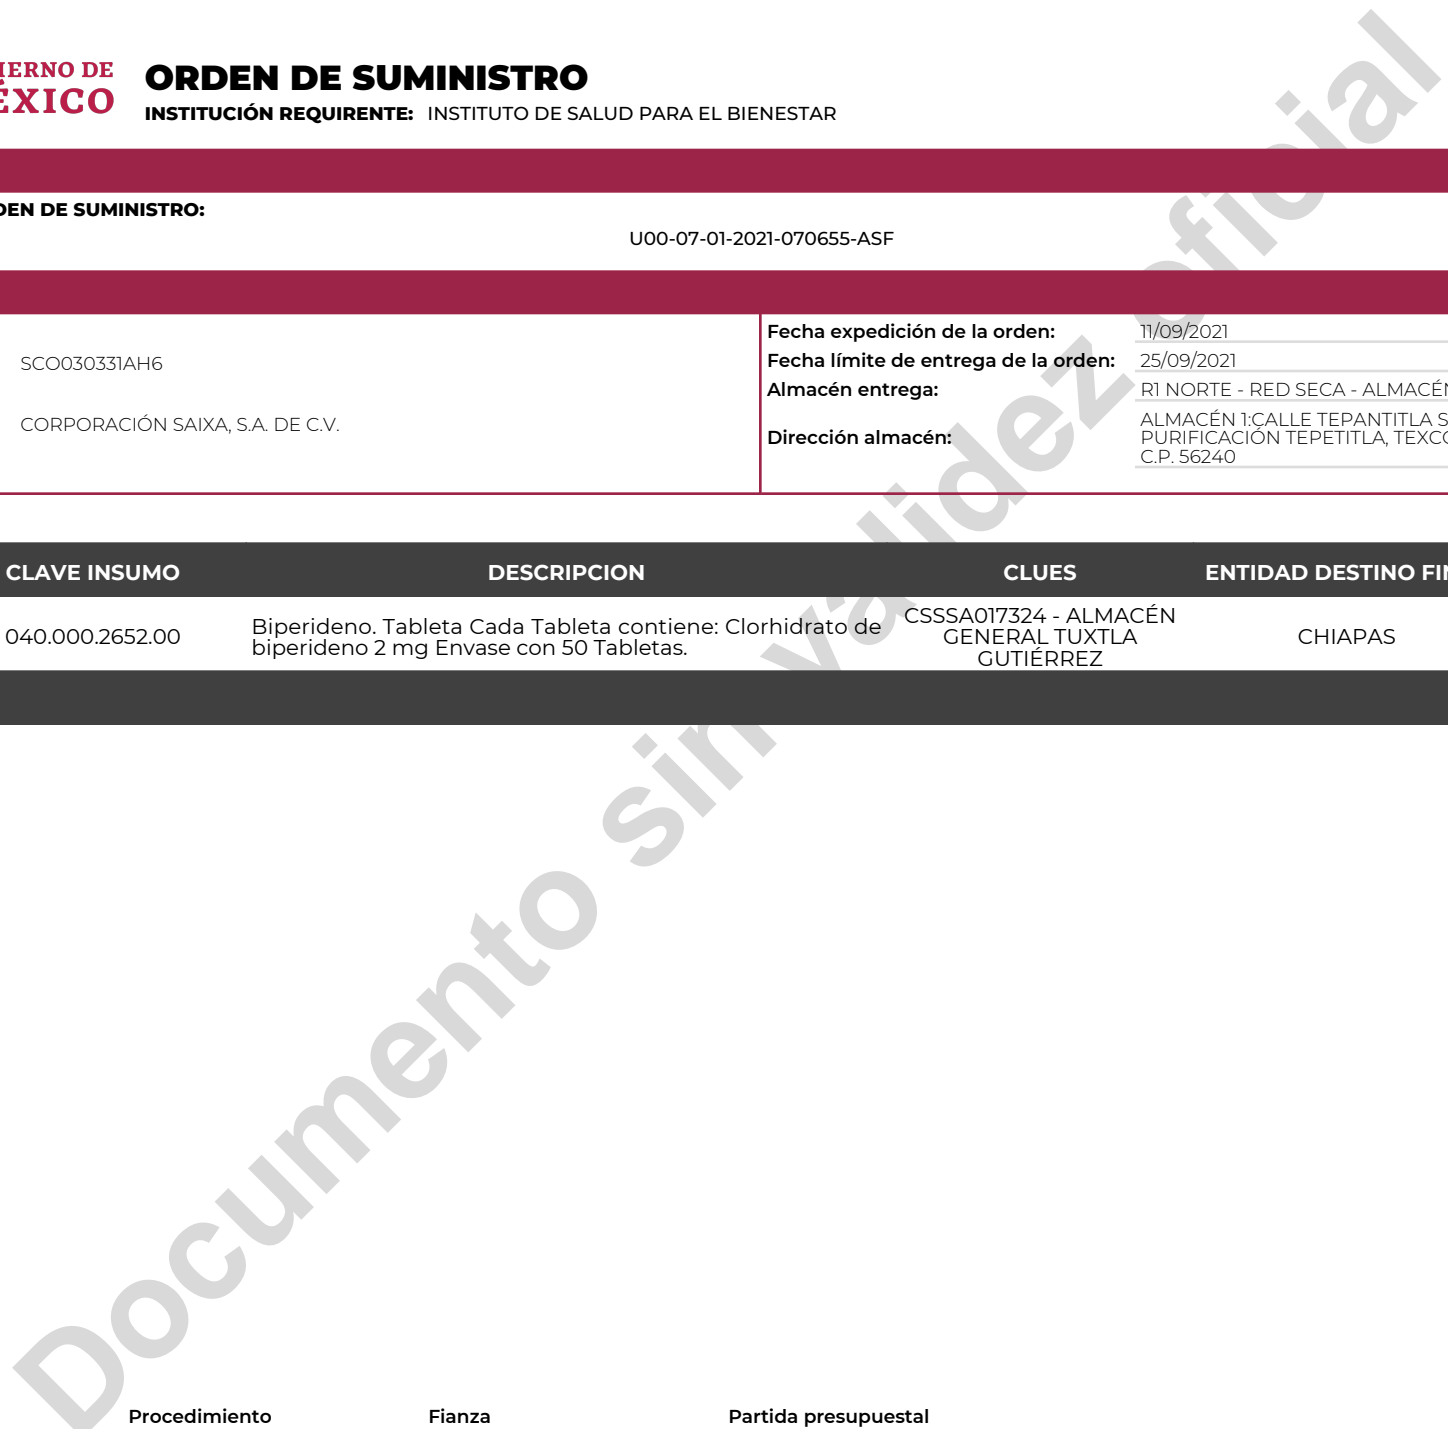 ORDEN DE SUMINISTRO
INSTITUCIÓN REQUIRENTE: INSTITUTO DE SALUD PARA EL BIENESTAR
IERNO DE
ÉXICO
DEN DE SUMINISTRO:
U00-07-01-2021-070655-ASF
SCO030331AH6
CORPORACIÓN SAIXA, S.A. DE C.V.
Fecha expedición de la orden: 11/09/2021
Fecha límite de entrega de la orden: 25/09/2021
Almacén entrega: R1 NORTE - RED SECA - ALMACÉN
Dirección almacén: ALMACÉN 1:CALLE TEPANTITLA S
PURIFICACIÓN TEPETITLA, TEXCO
C.P. 56240
CLAVE INSUMO DESCRIPCION CLUES ENTIDAD DESTINO FIN
040.000.2652.00
Biperideno. Tableta Cada Tableta contiene: Clorhidrato de
biperideno 2 mg Envase con 50 Tabletas.
CSSSA017324 - ALMACÉN
GENERAL TUXTLA
GUTIÉRREZ
CHIAPAS
Documento sin validez oficial
Procedimiento Fianza Partida presupuestal